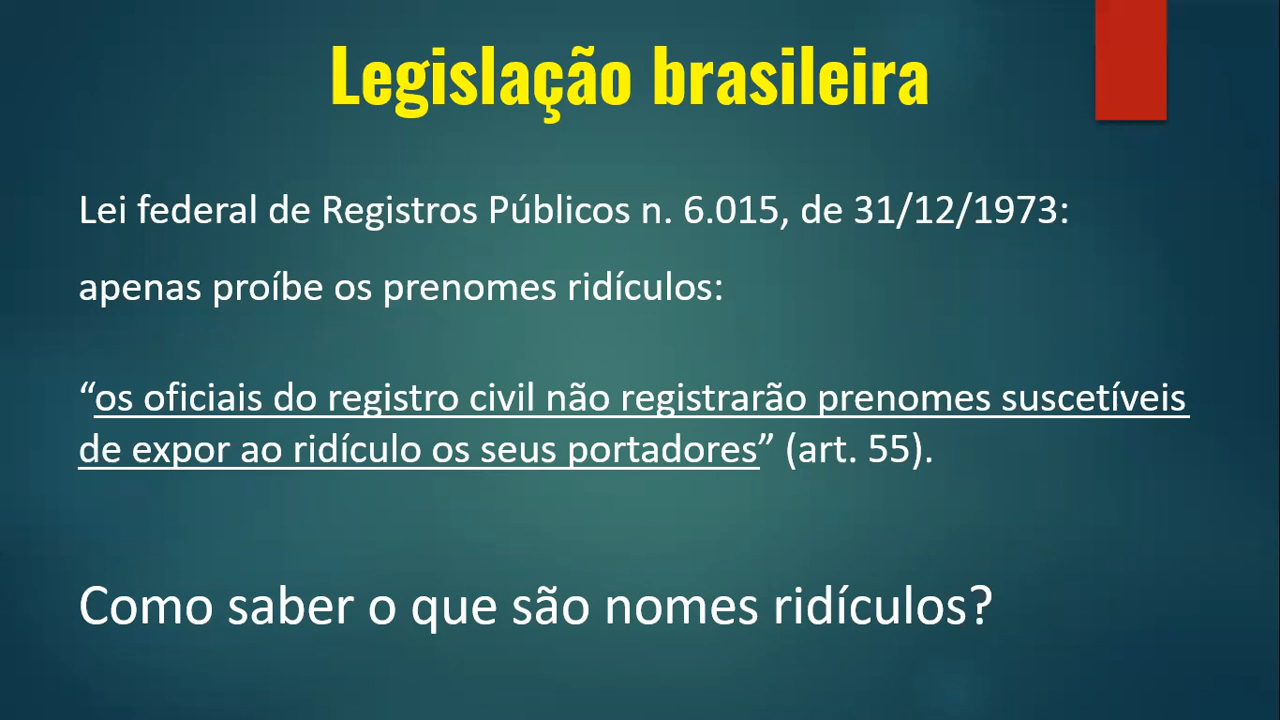 Legislação brasileira
Lei federal de Registros Públicos n. 6.015, de 31/12/1973:
apenas proíbe os prenomes ridículos:
“os oficiais do registro civil não registrarão prenomes suscetíveis
de expor ao ridículo os seus portadores” (art. 55).
Como saber o que são nomes ridículos?